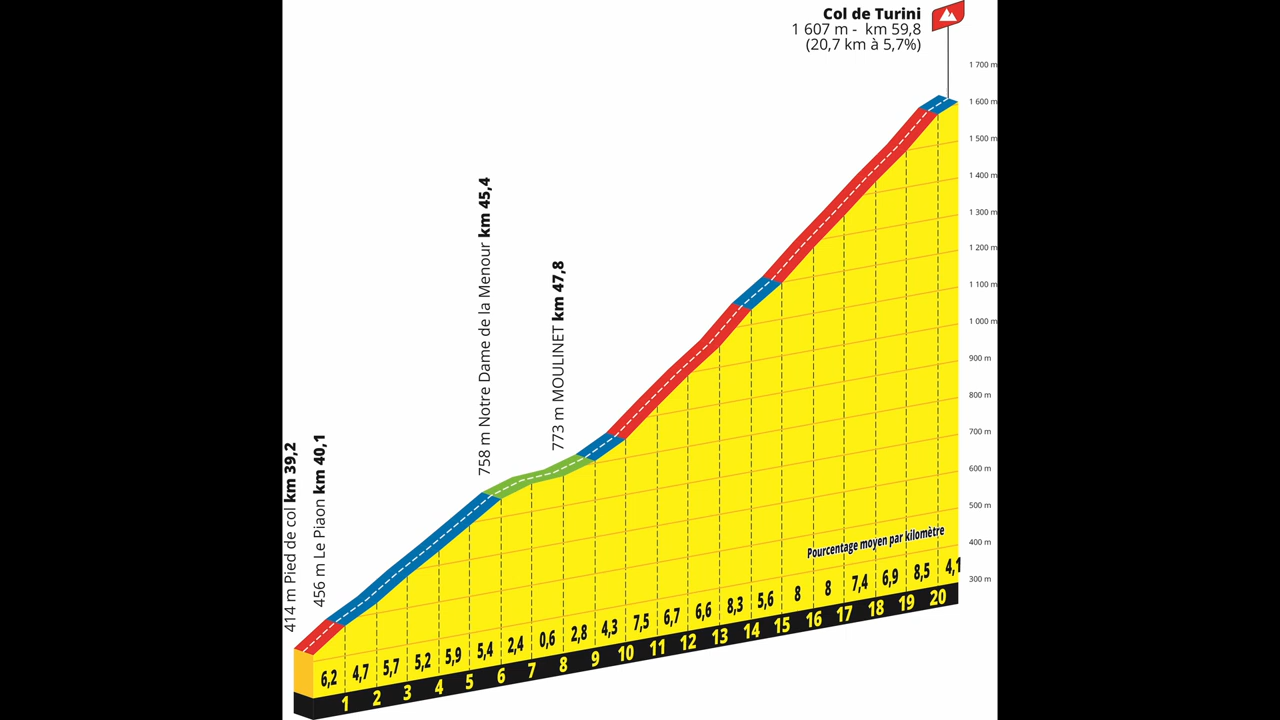 Col de Turini
1 607 m - km 59,8
(20,7 km à 5,7%)
1 700 m
1 600 m
1 500 m
1 400 m
1 300 m
1 200 m
1 100 m
1 000 m
900 m
800 m
700 m
600 m
500 m
400 m
300 m
414 m Pied de col km 39,2
456 m Le Piaon km 40,1
758 m Notre Dame de la Menour km 45,4
773 m MOULINET km 47,8
Pourcentage moyen par kilomètre
6,2 4,7 5,7 5,2 5,9 5,4 2,4 0,6 2,8 4,3 7,5 6,7 6,6 8,3 5,6 8 8 7,4 6,9 8,5 4,1
1 2 3 4 5 6 7 8 9 10 11 12 13 14 15 16 17 18 19 20